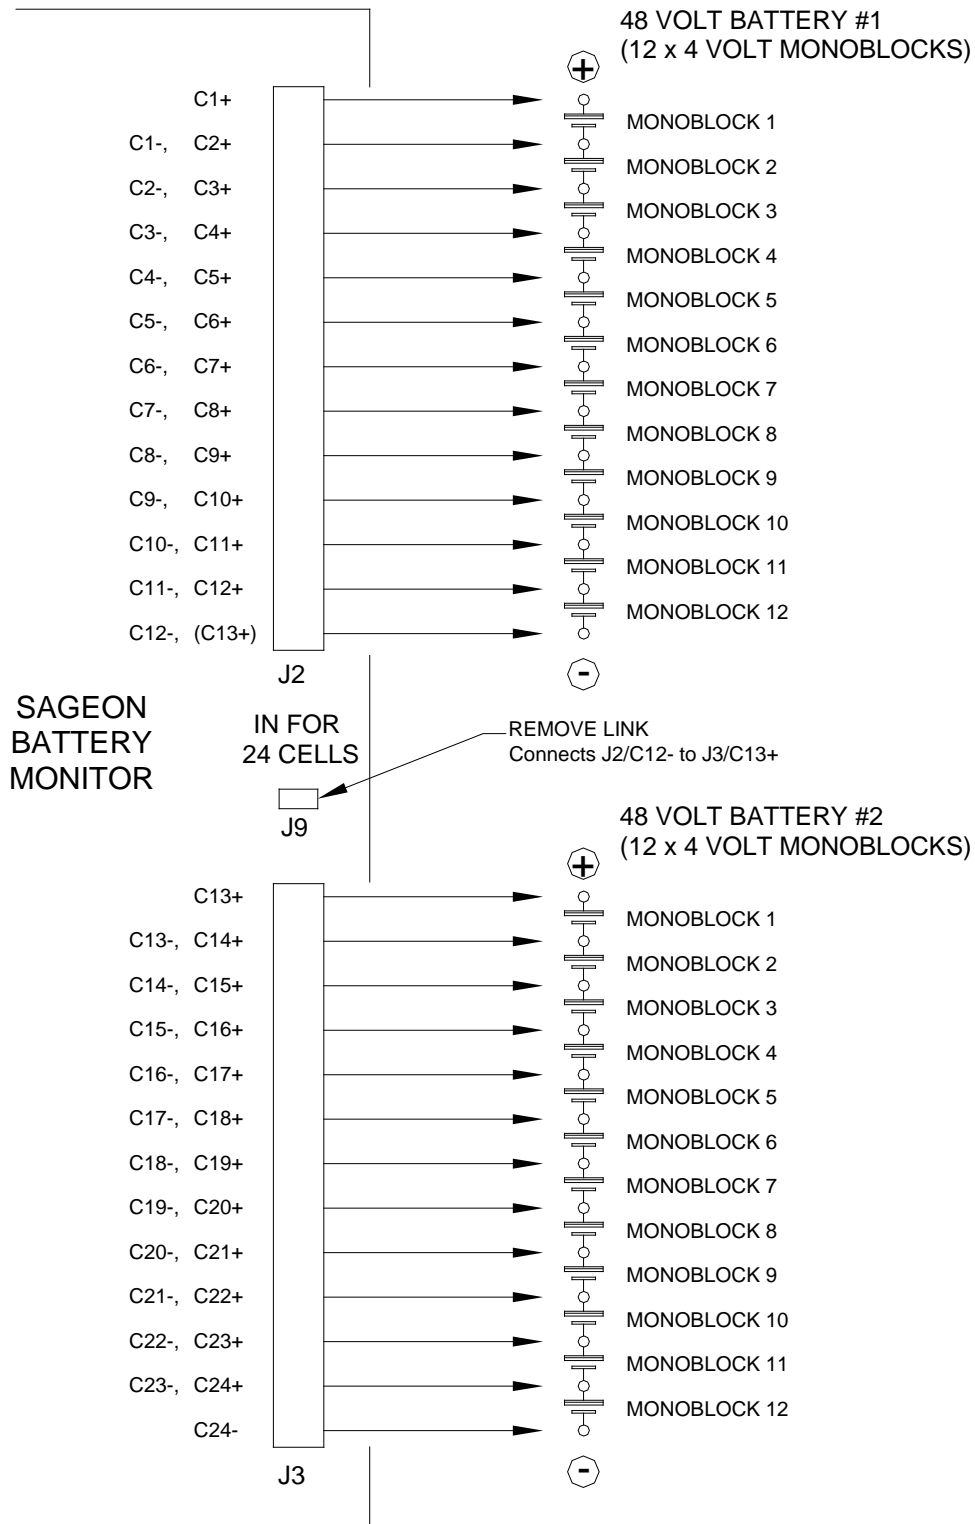 48 VOLT BATTERY #1
(12 x 4 VOLT MONOBLOCKS)
+
C1+
MONOBLOCK 1
C1-, C2+
MONOBLOCK 2
C2-, C3+
MONOBLOCK 3
C3-, C4+
MONOBLOCK 4
C4-, C5+
MONOBLOCK 5
C5-, C6+
MONOBLOCK 6
C6-, C7+
MONOBLOCK 7
C7-, C8+
MONOBLOCK 8
C8-, C9+
MONOBLOCK 9
C9-, C10+
MONOBLOCK 10
C10-, C11+
MONOBLOCK 11
C11-, C12+
MONOBLOCK 12
C12-, (C13+)
J2
-
SAGEON
BATTERY
MONITOR
IN FOR
24 CELLS
REMOVE LINK
Connects J2/C12- to J3/C13+
J9
48 VOLT BATTERY #2
(12 x 4 VOLT MONOBLOCKS)
+
C13+
MONOBLOCK 1
C13-, C14+
MONOBLOCK 2
C14-, C15+
MONOBLOCK 3
C15-, C16+
MONOBLOCK 4
C16-, C17+
MONOBLOCK 5
C17-, C18+
MONOBLOCK 6
C18-, C19+
MONOBLOCK 7
C19-, C20+
MONOBLOCK 8
C20-, C21+
MONOBLOCK 9
C21-, C22+
MONOBLOCK 10
C22-, C23+
MONOBLOCK 11
C23-, C24+
MONOBLOCK 12
C24-
J3
-